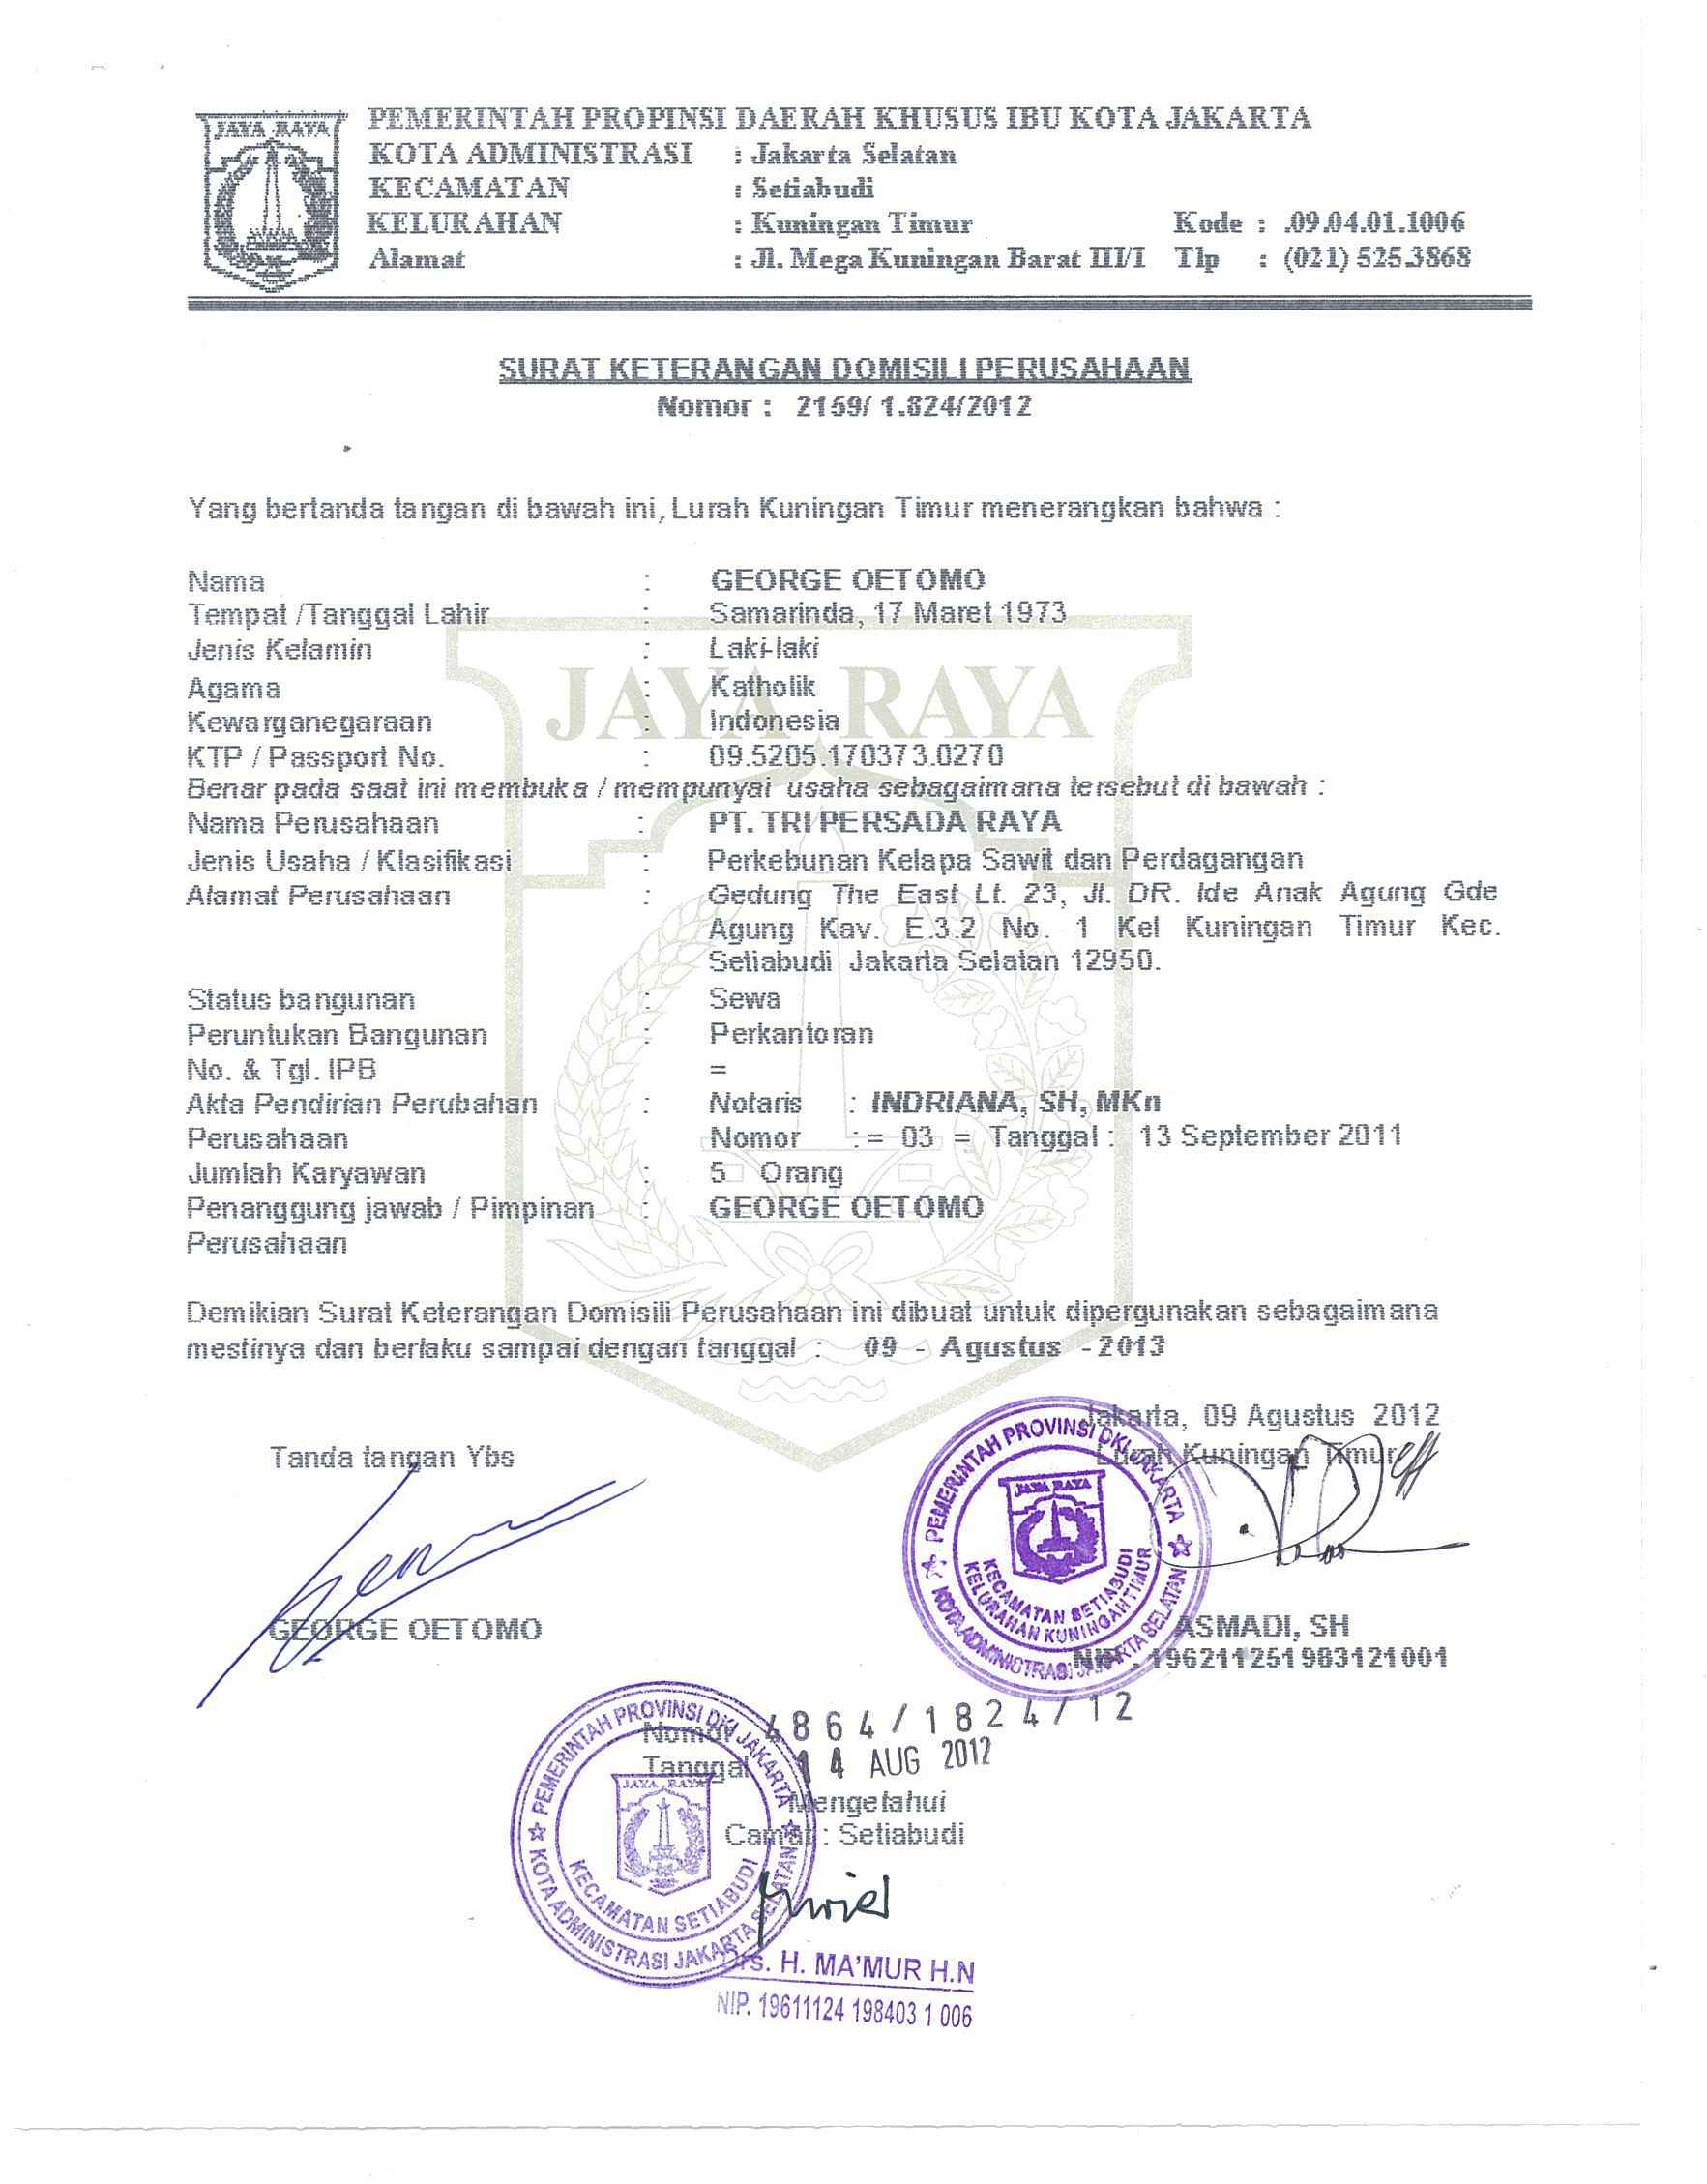 JAYA RAYA
PEMERINTAH PROPINSI DAERAH KHUSUS IBU KOTA JAKARTA
KOTA ADMINISTRASI : Jakarta Selatan
KECAMATAN : Setiabudi
KELURAHAN : Kuningan Timur Kode : .09.04.01.1006
Alamat : Jl. Mega Kuningan Barat III/I Tlp : (021) 525.3868
SURAT KETERANGAN DOMISILI PERUSAHAAN
Nomor : 2159/ 1.824/2012
Yang bertanda tangan di bawah ini, Lurah Kuningan Timur menerangkan bahwa :
Nama : GEORGE OETOMO
Tempat /Tanggal Lahir : Samarinda, 17 Maret 1973
Jenis Kelamin : Laki-laki
JAYA RAYA
Agama : Katholik
Kewarganegaraan : Indonesia
KTP / Passport No. : 09.5205.170373.0270
Benar pada saat ini membuka / mempunyai usaha sebagaimana tersebut di bawah :
Nama Perusahaan : PT. TRI PERSADA RAYA
Jenis Usaha / Klasifikasi : Perkebunan Kelapa Sawit dan Perdagangan
Alamat Perusahaan : Gedung The East Lt. 23, Jl. DR. Ide Anak Agung Gde
Agung Kav. E.3.2 No. 1 Kel Kuningan Timur Kec.
Setiabudi Jakarta Selatan 12950.
Status bangunan : Sewa
Peruntukan Bangunan : Perkantoran
No. & Tgl. IPB =
Akta Pendirian Perubahan : Notaris : INDRIANA, SH, MKn
Perusahaan Nomor : = 03 = Tanggal : 13 September 2011
Jumlah Karyawan : 5 Orang
Penanggung jawab / Pimpinan : GEORGE OETOMO
Perusahaan
Demikian Surat Keterangan Domisili Perusahaan ini dibuat untuk dipergunakan sebagaimana
mestinya dan berlaku sampai dengan tanggal : 09 - Agustus - 2013
Jakarta, 09 Agustus 2012
Tanda tangan Ybs
Lurah Kuningan Timur
PEMERINTAH PROVINSI DKI JAKARTA
JAYA RAYA
KECAMATAN SETIABUDI
KELURAHAN KUNINGAN TIMUR
KOTA ADMINISTRASI JAKARTA SELATAN
GEORGE OETOMO
ASMADI, SH
NIP. 196211251983121001
Nomor 4864/1824/12
Tanggal 14 AUG 2012
Mengetahui
Camat : Setiabudi
PEMERINTAH PROVINSI DKI JAKARTA
JAYA RAYA
KECAMATAN SETIABUDI
KOTA ADMINISTRASI JAKARTA SELATAN
Drs. H. MA'MUR H.N
NIP. 19611124 198403 1 006